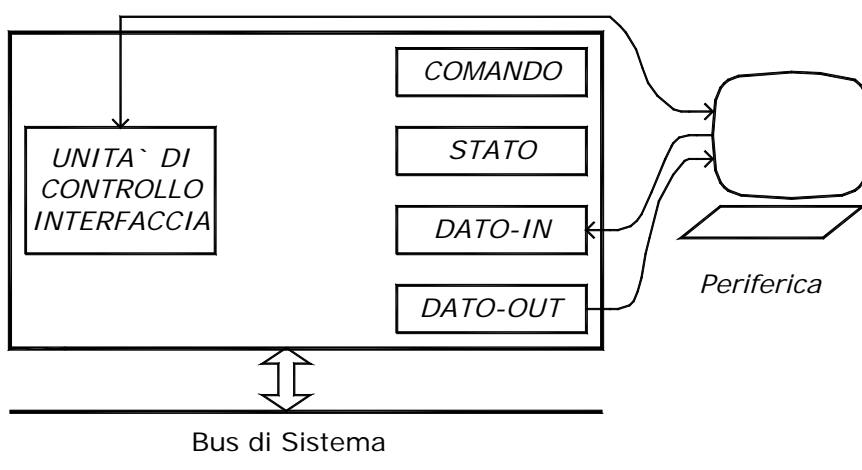 COMANDO
STATO
UNITA` DI
CONTROLLO
INTERFACCIA
DATO-IN
DATO-OUT
Periferica
Bus di Sistema